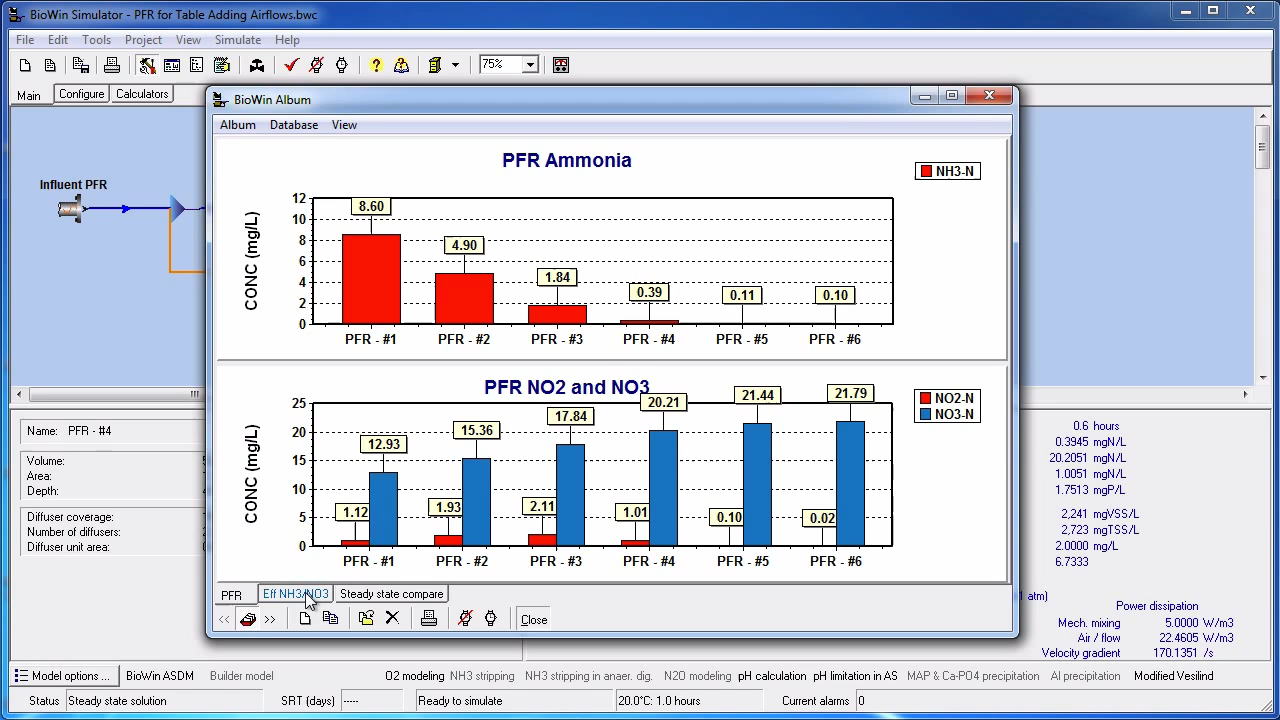 BioWin Simulator - PFR for Table Adding Airflows.bwc
File Edit Tools Project View Simulate Help
75%
Main Configure Calculators
Influent PFR
BioWin Album
Album Database View
PFR Ammonia
NH3-N
CONC (mg/L)
12
10
8
6
4
2
0
8.60
4.90
1.84
0.39
0.11
0.10
PFR - #1 PFR - #2 PFR - #3 PFR - #4 PFR - #5 PFR - #6
PFR NO2 and NO3
NO2-N
NO3-N
CONC (mg/L)
25
20
15
10
5
0
12.93
15.36
17.84
20.21
21.44
21.79
1.12
1.93
2.11
1.01
0.10
0.02
PFR - #1 PFR - #2 PFR - #3 PFR - #4 PFR - #5 PFR - #6
PFR Eff NH3/NO3 Steady state compare
<< >> Close
Name: PFR - #4
Volume:
Area:
Depth:
Diffuser coverage:
Number of diffusers:
Diffuser unit area:
0.6 hours
0.3945 mgN/L
20.2051 mgN/L
1.0051 mgN/L
1.7513 mgP/L
2,241 mgVSS/L
2,723 mgTSS/L
2.0000 mg/L
6.7333
1 atm)
Power dissipation
Mech. mixing 5.0000 W/m3
Air / flow 22.4605 W/m3
Velocity gradient 170.1351 /s
Model options ... BioWin ASDM Builder model O2 modeling NH3 stripping NH3 stripping in anaer. dig. N2O modeling pH calculation pH limitation in AS MAP & Ca-PO4 precipitation Al precipitation Modified Vesilind
Status Steady state solution SRT (days) ----- Ready to simulate 20.0°C: 1.0 hours Current alarms 0